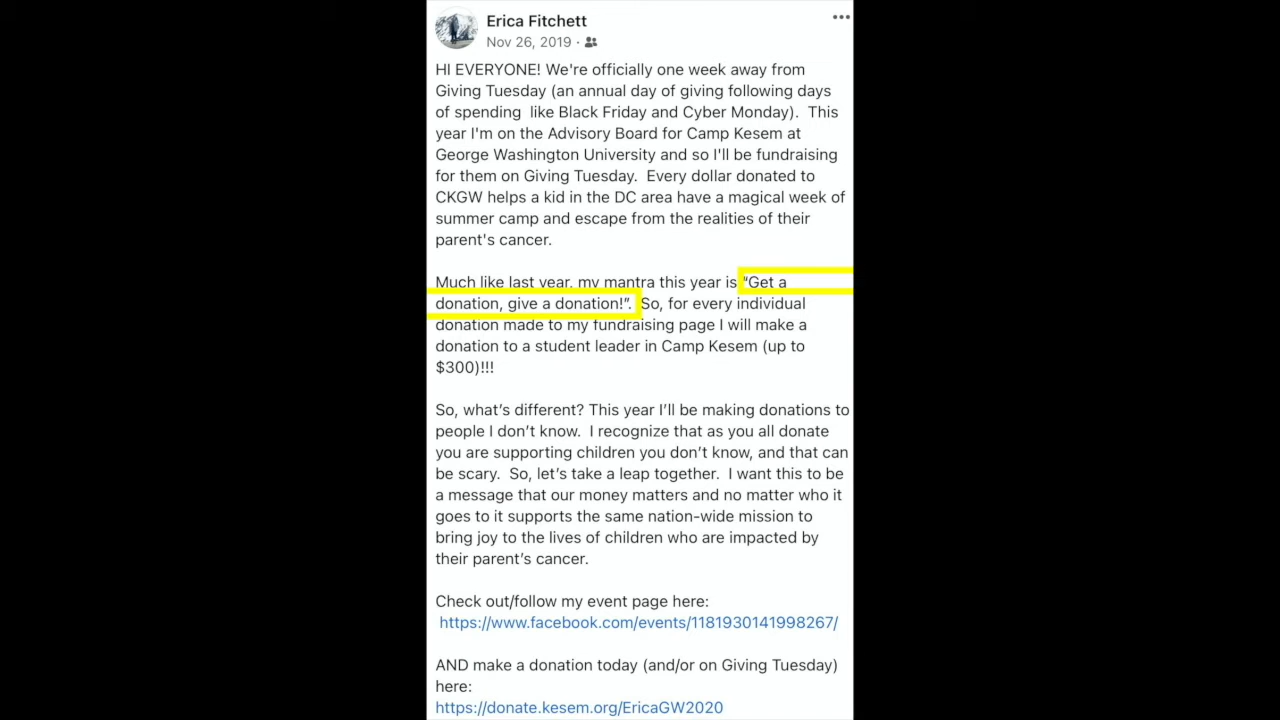 Erica Fitchett
Nov 26, 2019 ·
HI EVERYONE! We're officially one week away from
Giving Tuesday (an annual day of giving following days
of spending  like Black Friday and Cyber Monday).  This
year I'm on the Advisory Board for Camp Kesem at
George Washington University and so I'll be fundraising
for them on Giving Tuesday.  Every dollar donated to
CKGW helps a kid in the DC area have a magical week of
summer camp and escape from the realities of their
parent's cancer.
Much like last year, my mantra this year is “Get a
donation, give a donation!”.  So, for every individual
donation made to my fundraising page I will make a
donation to a student leader in Camp Kesem (up to
$300)!!!
So, what’s different? This year I’ll be making donations to
people I don’t know.  I recognize that as you all donate
you are supporting children you don’t know, and that can
be scary.  So, let’s take a leap together.  I want this to be
a message that our money matters and no matter who it
goes to it supports the same nation-wide mission to
bring joy to the lives of children who are impacted by
their parent’s cancer.
Check out/follow my event page here:
https://www.facebook.com/events/1181930141998267/
AND make a donation today (and/or on Giving Tuesday)
here:
https://donate.kesem.org/EricaGW2020